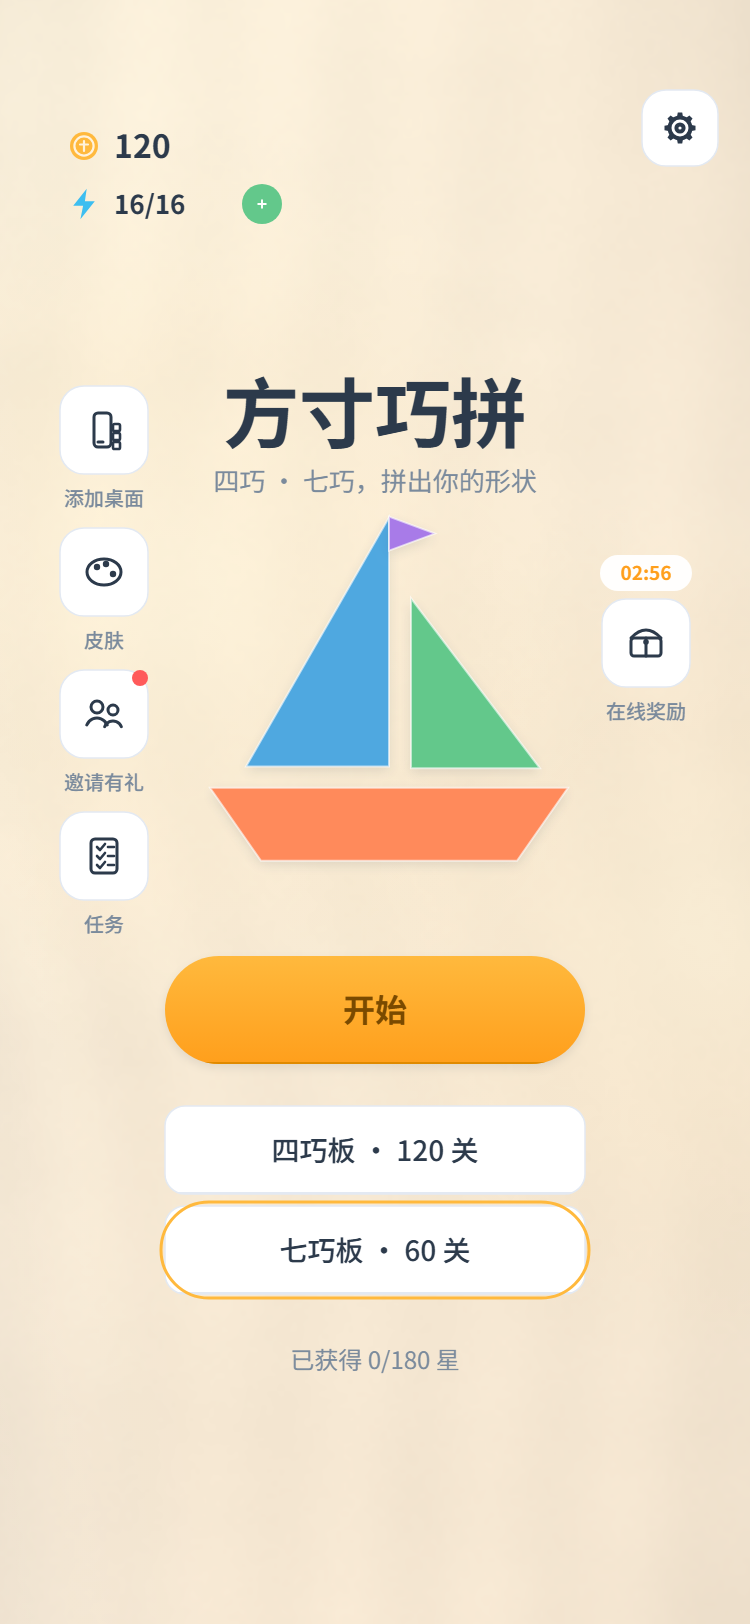 120
16/16
+
方寸巧拼
四巧 · 七巧，拼出你的形状
添加桌面
皮肤
02:56
邀请有礼
在线奖励
任务
开始
四巧板 · 120 关
七巧板 · 60 关
已获得 0/180 星